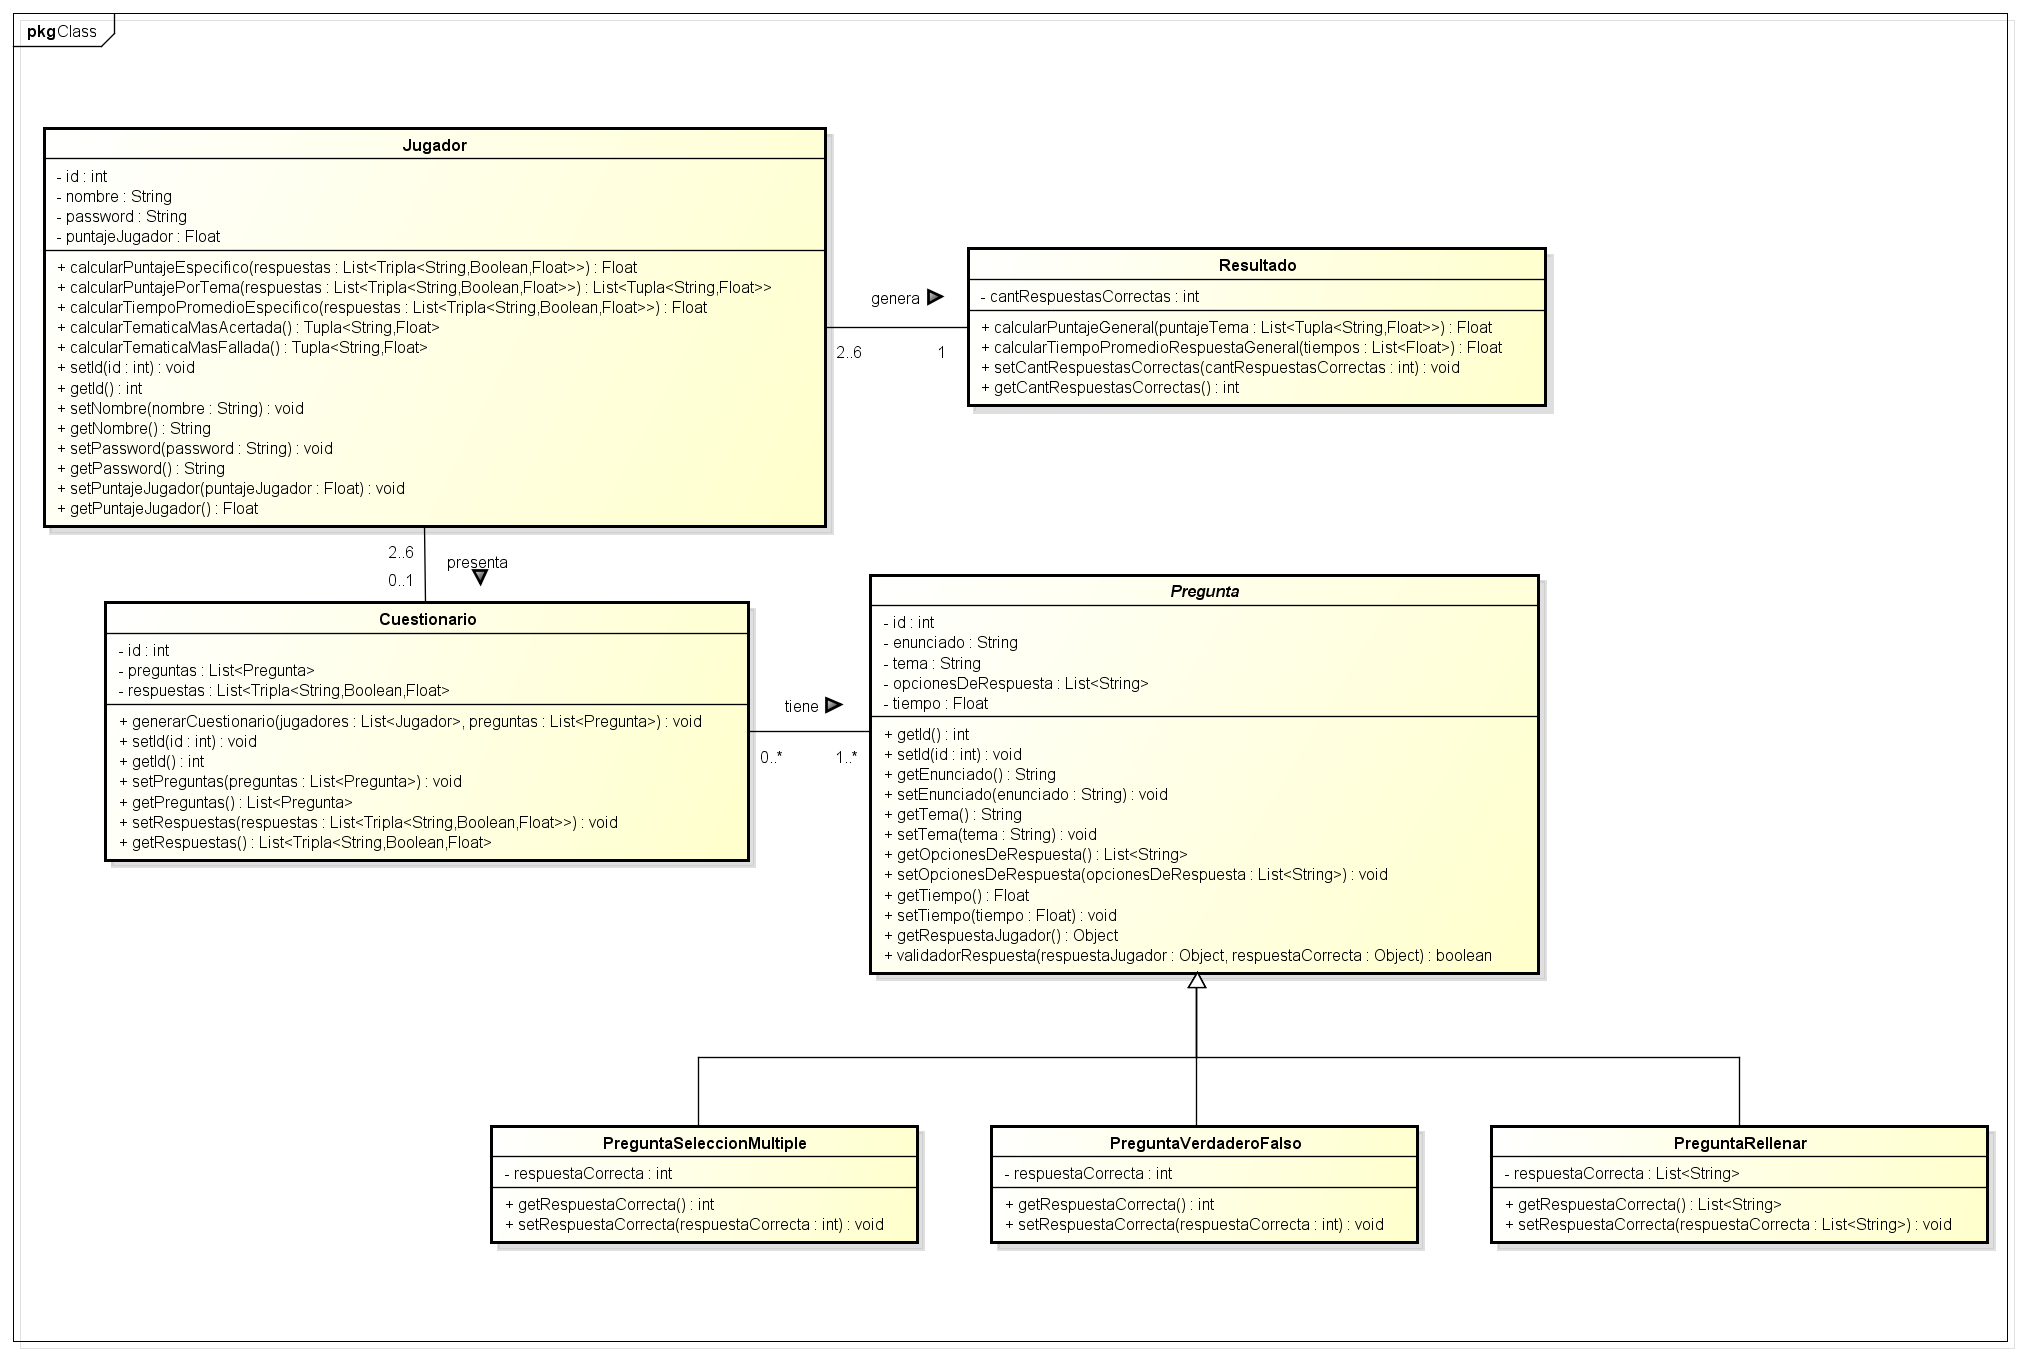 pkg Class
Jugador
- id : int
- nombre : String
- password : String
- puntajeJugador : Float
+ calcularPuntajeEspecifico(respuestas : List<Tripla<String,Boolean,Float>>) : Float
+ calcularPuntajePorTema(respuestas : List<Tripla<String,Boolean,Float>>) : List<Tupla<String,Float>>
+ calcularTiempoPromedioEspecifico(respuestas : List<Tripla<String,Boolean,Float>>) : Float
+ calcularTematicaMasAcertada() : Tupla<String,Float>
+ calcularTematicaMasFallada() : Tupla<String,Float>
+ setId(id : int) : void
+ getId() : int
+ setNombre(nombre : String) : void
+ getNombre() : String
+ setPassword(password : String) : void
+ getPassword() : String
+ setPuntajeJugador(puntajeJugador : Float) : void
+ getPuntajeJugador() : Float
genera
2..6
1
Resultado
- cantRespuestasCorrectas : int
+ calcularPuntajeGeneral(puntajeTema : List<Tupla<String,Float>>) : Float
+ calcularTiempoPromedioRespuestaGeneral(tiempos : List<Float>) : Float
+ setCantRespuestasCorrectas(cantRespuestasCorrectas : int) : void
+ getCantRespuestasCorrectas() : int
2..6
0..1
presenta
Cuestionario
- id : int
- preguntas : List<Pregunta>
- respuestas : List<Tripla<String,Boolean,Float>
+ generarCuestionario(jugadores : List<Jugador>, preguntas : List<Pregunta>) : void
+ setId(id : int) : void
+ getId() : int
+ setPreguntas(preguntas : List<Pregunta>) : void
+ getPreguntas() : List<Pregunta>
+ setRespuestas(respuestas : List<Tripla<String,Boolean,Float>>) : void
+ getRespuestas() : List<Tripla<String,Boolean,Float>
tiene
0..*
1..*
Pregunta
- id : int
- enunciado : String
- tema : String
- opcionesDeRespuesta : List<String>
- tiempo : Float
+ getId() : int
+ setId(id : int) : void
+ getEnunciado() : String
+ setEnunciado(enunciado : String) : void
+ getTema() : String
+ setTema(tema : String) : void
+ getOpcionesDeRespuesta() : List<String>
+ setOpcionesDeRespuesta(opcionesDeRespuesta : List<String>) : void
+ getTiempo() : Float
+ setTiempo(tiempo : Float) : void
+ getRespuestaJugador() : Object
+ validadorRespuesta(respuestaJugador : Object, respuestaCorrecta : Object) : boolean
PreguntaSeleccionMultiple
- respuestaCorrecta : int
+ getRespuestaCorrecta() : int
+ setRespuestaCorrecta(respuestaCorrecta : int) : void
PreguntaVerdaderoFalso
- respuestaCorrecta : int
+ getRespuestaCorrecta() : int
+ setRespuestaCorrecta(respuestaCorrecta : int) : void
PreguntaRellenar
- respuestaCorrecta : List<String>
+ getRespuestaCorrecta() : List<String>
+ setRespuestaCorrecta(respuestaCorrecta : List<String>) : void